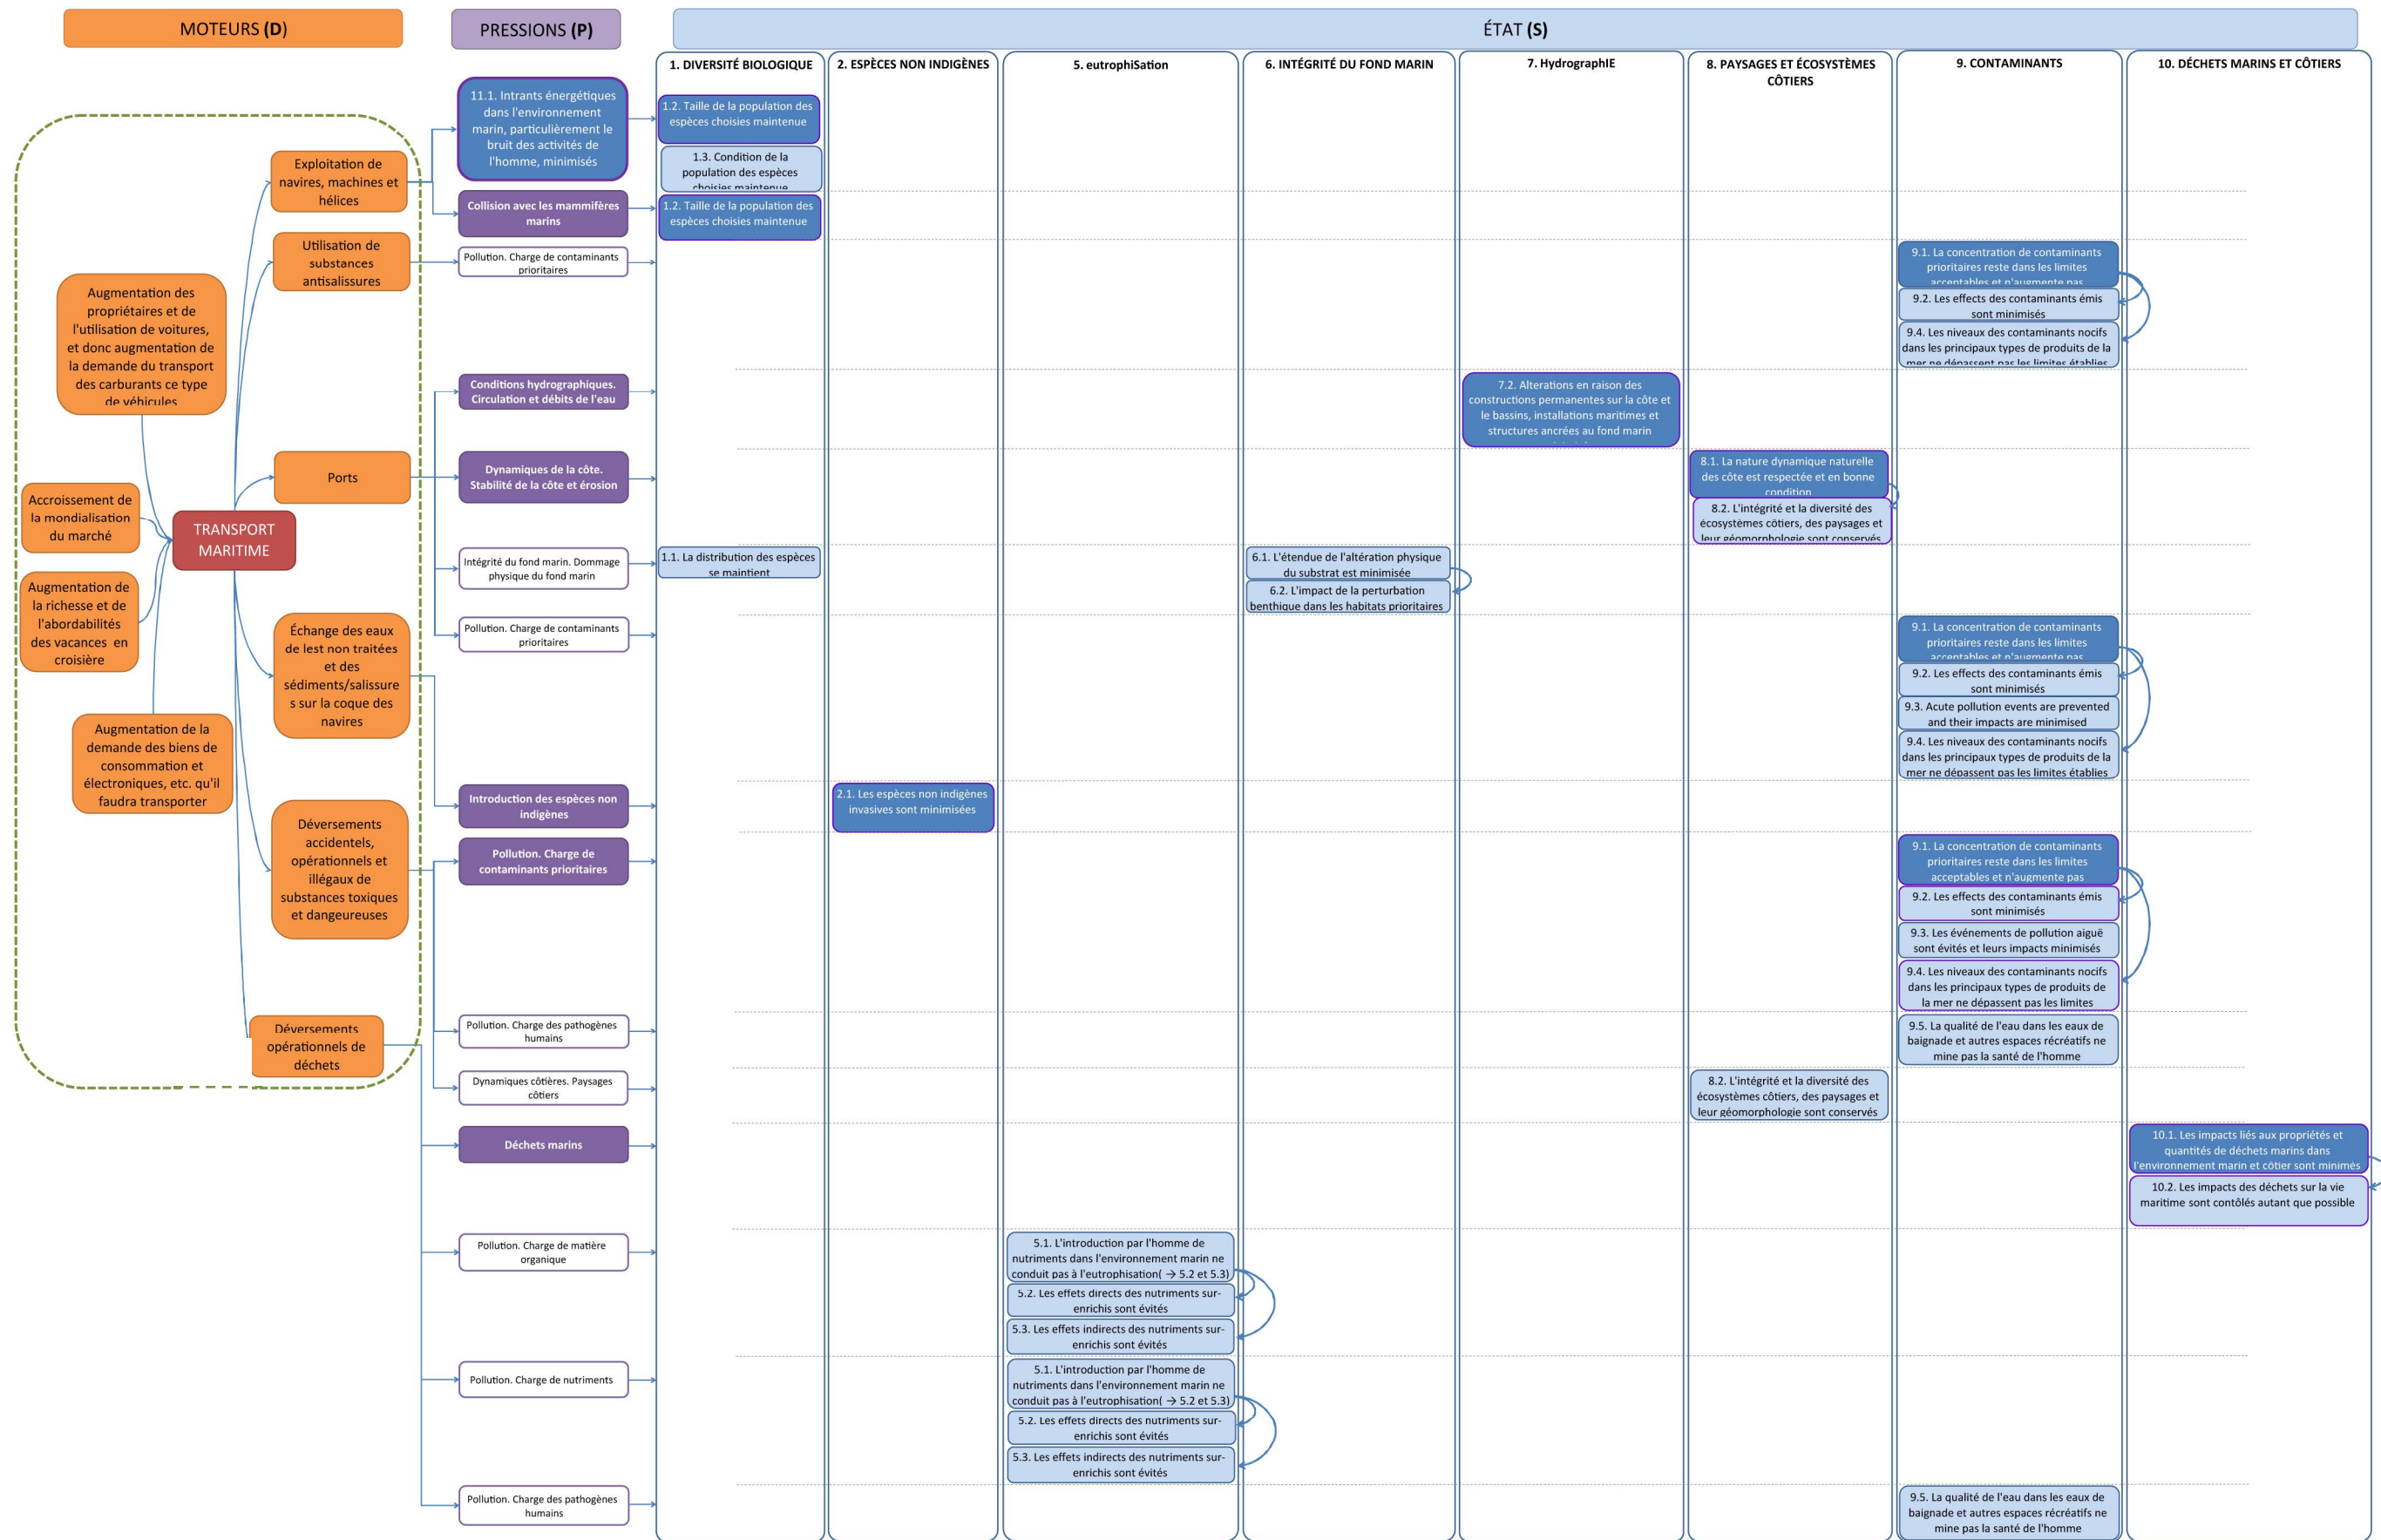 MOTEURS (D)
PRESSIONS (P)
ÉTAT (S)
1. DIVERSITÉ BIOLOGIQUE
2. ESPÈCES NON INDIGÈNES
5. eutrophiSation
6. INTÉGRITÉ DU FOND MARIN
7. HydrographIE
8. PAYSAGES ET ÉCOSYSTÈMES
CÔTIERS
9. CONTAMINANTS
10. DÉCHETS MARINS ET CÔTIERS
Exploitation de
navires, machines et
hélices
Utilisation de
substances
antisalissures
Augmentation des
propriétaires et de
l'utilisation de voitures,
et donc augmentation de
la demande du transport
des carburants ce type
de véhicules
Ports
Accroissement de
la mondialisation
du marché
TRANSPORT
MARITIME
Augmentation de
la richesse et de
l'abordabilités
des vacances en
croisière
Échange des eaux
de lest non traitées
et des
sédiments/salissure
s sur la coque des
navires
Augmentation de la
demande des biens de
consommation et
électroniques, etc. qu'il
faudra transporter
Déversements
accidentels,
opérationnels et
illégaux de
substances toxiques
et dangeureuses
Déversements
opérationnels de
déchets
11.1. Intrants énergétiques
dans l'environnement
marin, particulièrement le
bruit des activités de
l'homme, minimisés
1.2. Taille de la population des
espèces choisies maintenue
1.3. Condition de la
population des espèces
choisies maintenue
Collision avec les mammifères
marins
1.2. Taille de la population des
espèces choisies maintenue
Pollution. Charge de contaminants
prioritaires
9.1. La concentration de contaminants
prioritaires reste dans les limites
acceptables et n'augmente pas
9.2. Les effects des contaminants émis
sont minimisés
9.4. Les niveaux des contaminants nocifs
dans les principaux types de produits de la
mer ne dépassent pas les limites établies
Conditions hydrographiques.
Circulation et débits de l'eau
7.2. Alterations en raison des
constructions permanentes sur la côte et
le bassins, installations maritimes et
structures ancrées au fond marin
Dynamiques de la côte.
Stabilité de la côte et érosion
8.1. La nature dynamique naturelle
des côte est respectée et en bonne
condition
8.2. L'intégrité et la diversité des
écosystèmes côtiers, des paysages et
leur géomorphologie sont conservés
Intégrité du fond marin. Dommage
physique du fond marin
1.1. La distribution des espèces
se maintient
6.1. L'étendue de l'altération physique
du substrat est minimisée
6.2. L'impact de la perturbation
benthique dans les habitats prioritaires
Pollution. Charge de contaminants
prioritaires
9.1. La concentration de contaminants
prioritaires reste dans les limites
acceptables et n'augmente pas
9.2. Les effects des contaminants émis
sont minimisés
9.3. Acute pollution events are prevented
and their impacts are minimised
9.4. Les niveaux des contaminants nocifs
dans les principaux types de produits de la
mer ne dépassent pas les limites établies
Introduction des espèces non
indigènes
2.1. Les espèces non indigènes
invasives sont minimisées
Pollution. Charge de
contaminants prioritaires
9.1. La concentration de contaminants
prioritaires reste dans les limites
acceptables et n'augmente pas
9.2. Les effects des contaminants émis
sont minimisés
9.3. Les événements de pollution aiguë
sont évités et leurs impacts minimisés
9.4. Les niveaux des contaminants nocifs
dans les principaux types de produits de
la mer ne dépassent pas les limites
Pollution. Charge des pathogènes
humains
9.5. La qualité de l'eau dans les eaux de
baignade et autres espaces récréatifs ne
mine pas la santé de l'homme
Dynamiques côtières. Paysages
côtiers
8.2. L'intégrité et la diversité des
écosystèmes côtiers, des paysages et
leur géomorphologie sont conservés
Déchets marins
10.1. Les impacts liés aux propriétés et
quantités de déchets marins dans
l'environnement marin et côtier sont minimés
10.2. Les impacts des déchets sur la vie
maritime sont contôlés autant que possible
Pollution. Charge de matière
organique
5.1. L'introduction par l'homme de
nutriments dans l'environnement marin ne
conduit pas à l'eutrophisation( → 5.2 et 5.3)
5.2. Les effets directs des nutriments sur-
enrichis sont évités
5.3. Les effets indirects des nutriments sur-
enrichis sont évités
Pollution. Charge de nutriments
5.1. L'introduction par l'homme de
nutriments dans l'environnement marin ne
conduit pas à l'eutrophisation( → 5.2 et 5.3)
5.2. Les effets directs des nutriments sur-
enrichis sont évités
5.3. Les effets indirects des nutriments sur-
enrichis sont évités
Pollution. Charge des pathogènes
humains
9.5. La qualité de l'eau dans les eaux de
baignade et autres espaces récréatifs ne
mine pas la santé de l'homme